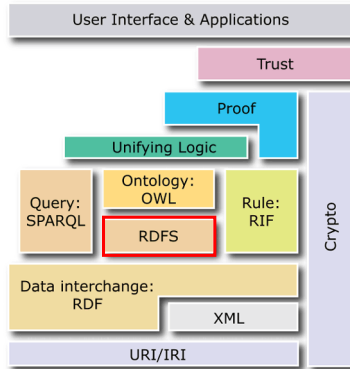 User Interface & Applications
Trust
Proof
Unifying Logic
Query:
SPARQL
Ontology:
OWL
RDFS
Rule:
RIF
Crypto
Data interchange:
RDF
XML
URI/IRI